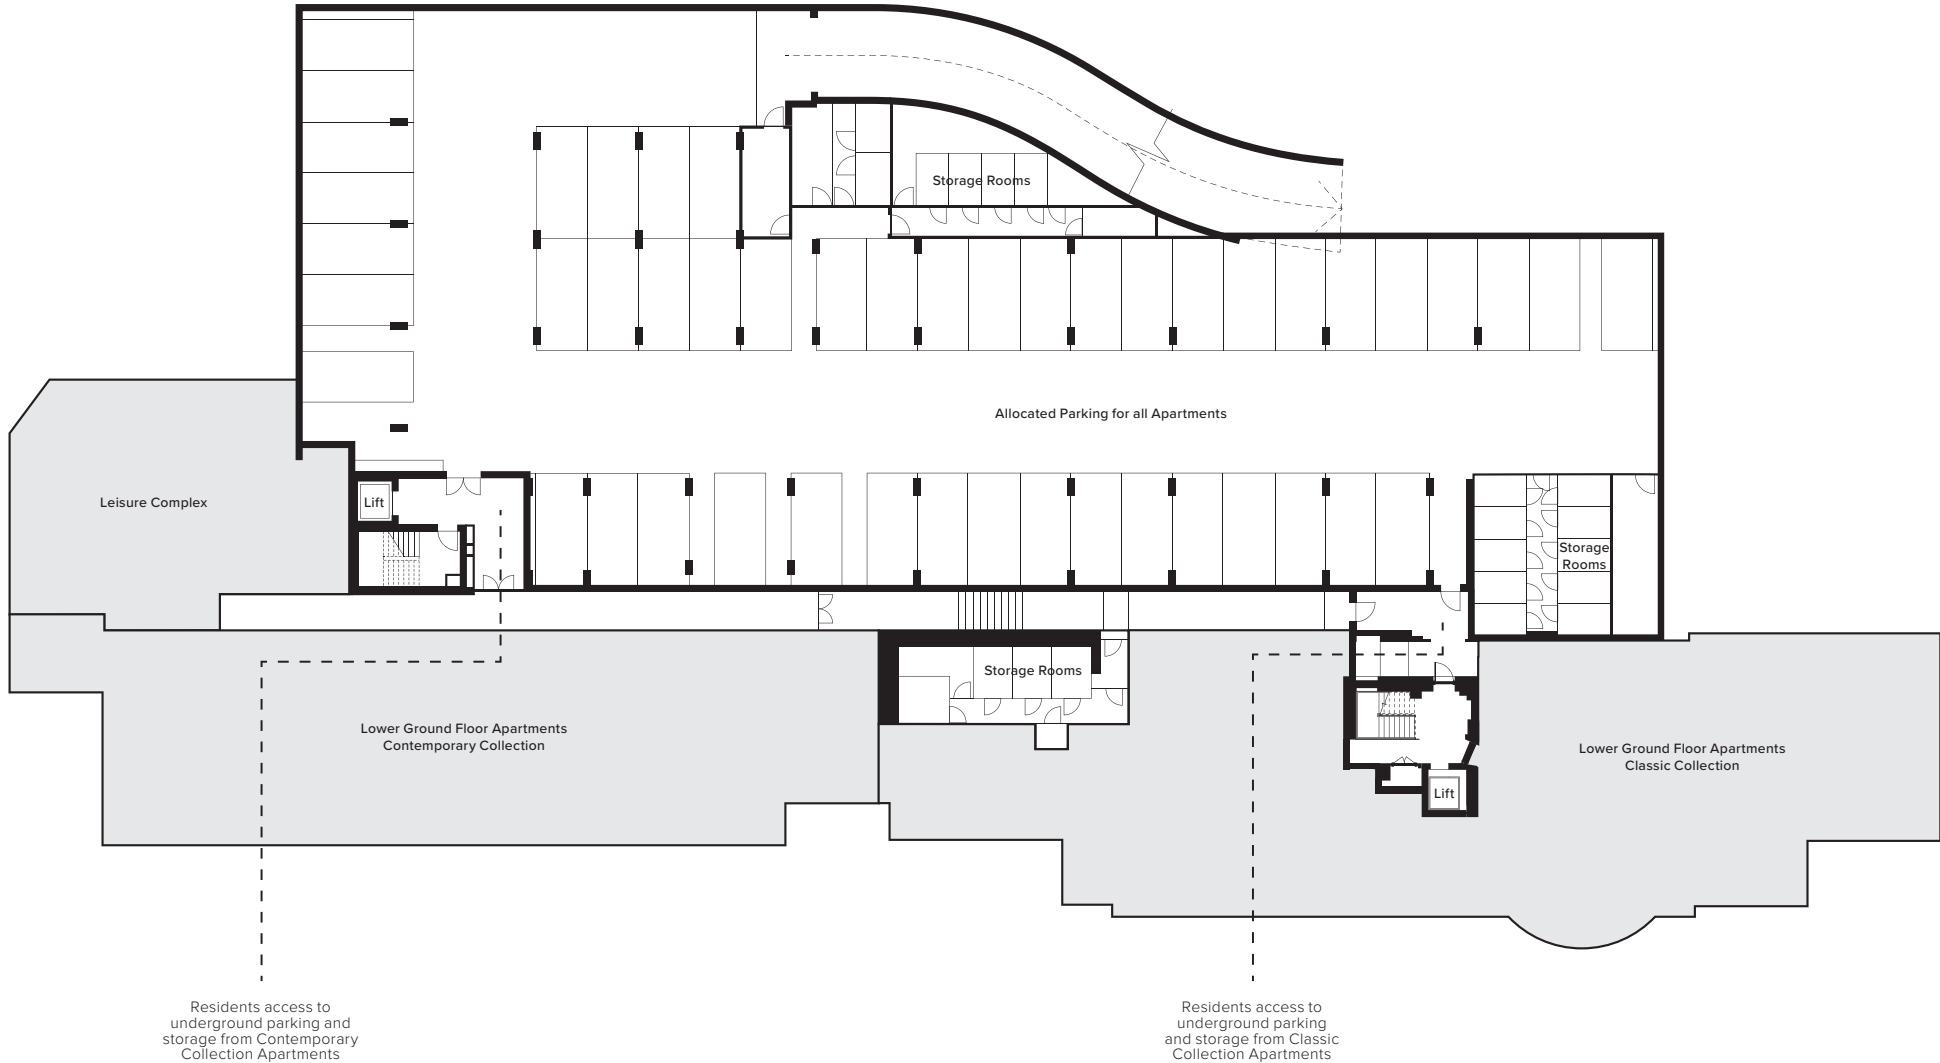 Storage Rooms
Allocated Parking for all Apartments
Leisure Complex
Lift
Storage
Rooms
Storage Rooms
Lower Ground Floor Apartments
Contemporary Collection
Lower Ground Floor Apartments
Classic Collection
Lift
Residents access to
underground parking and
storage from Contemporary
Collection Apartments
Residents access to
underground parking
and storage from Classic
Collection Apartments